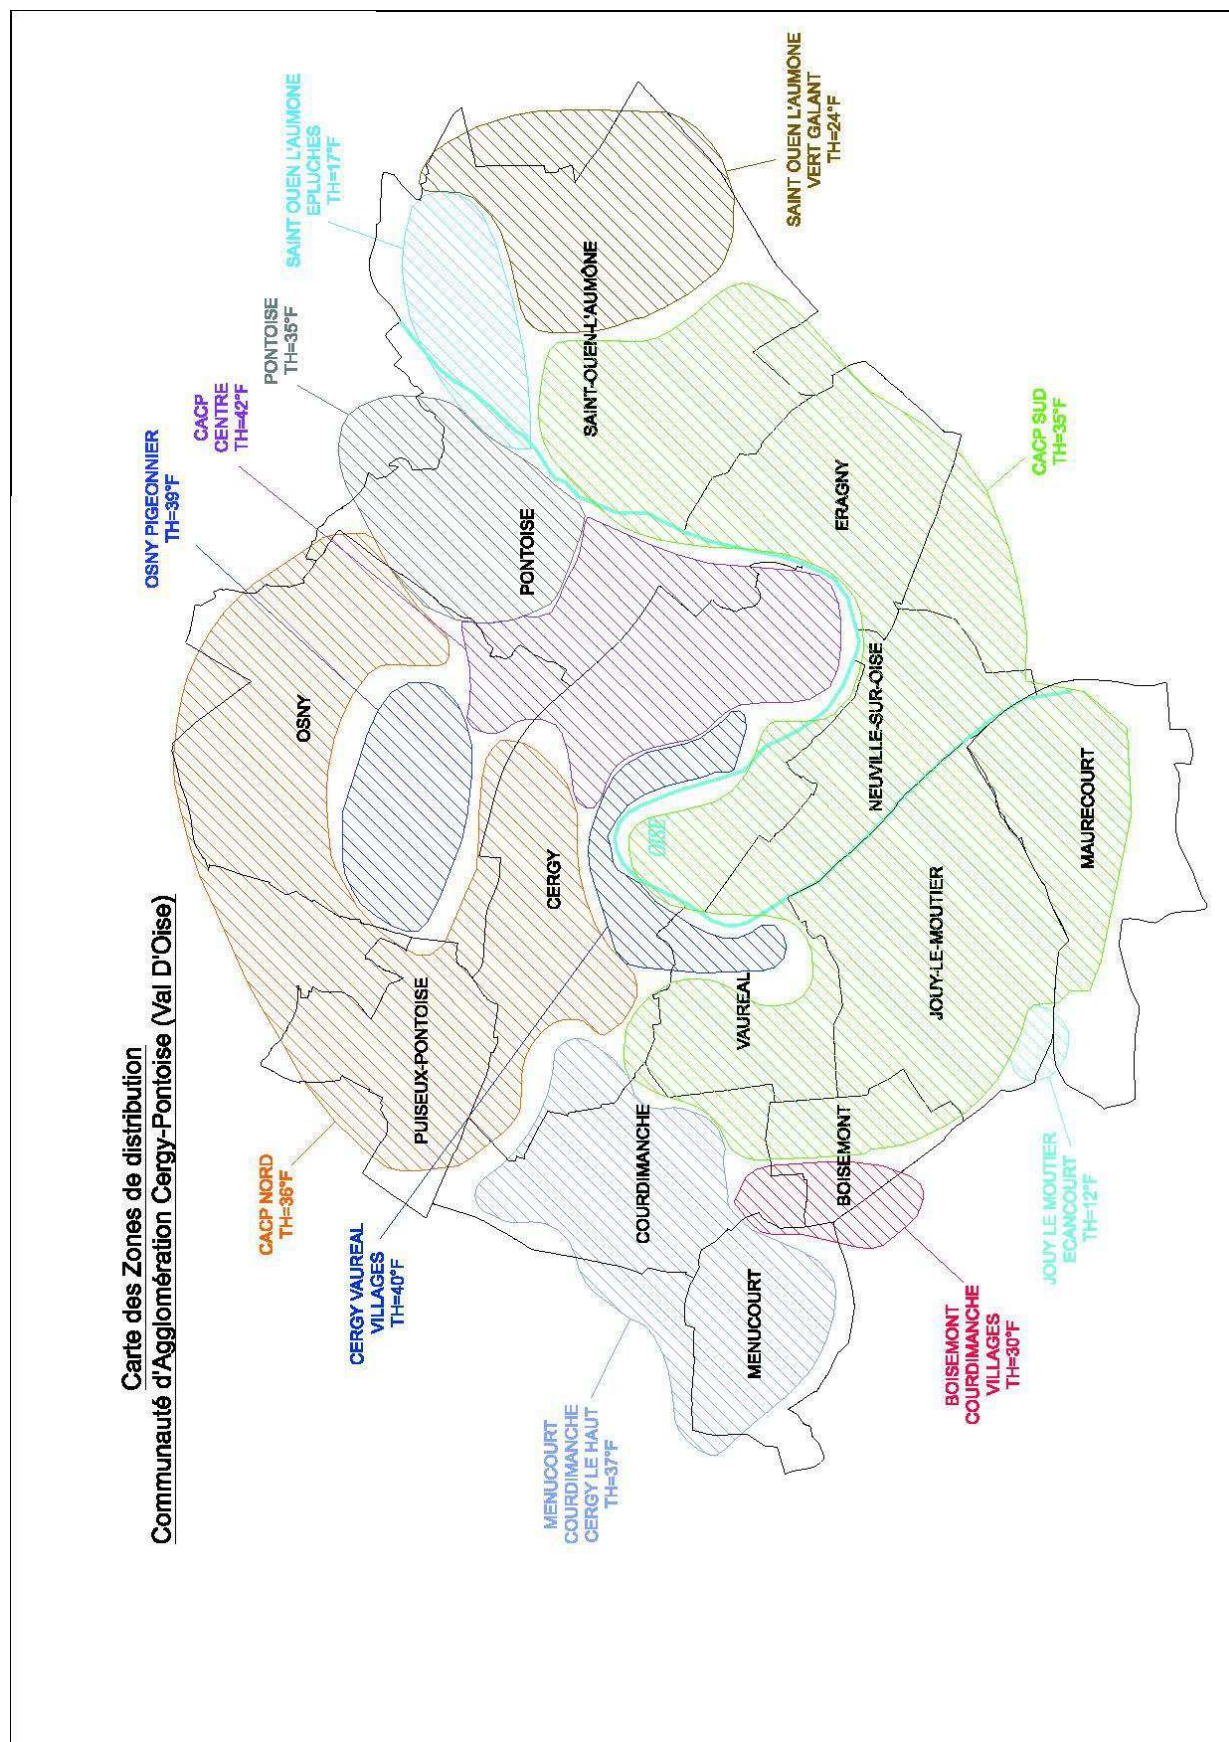 Carte des Zones de distribution
Communauté d'Agglomération Cergy-Pontoise (Val D'Oise)
OSNY PIGEONNIER
TH=39°F
CACP
CENTRE
TH=42°F
PONTOISE
TH=35°F
SAINT OUEN L'AUMONE
EPLUCHES
TH=17°F
CACP NORD
TH=36°F
OSNY
CERGY VAUREAL
VILLAGES
TH=40°F
PUISEUX-PONTOISE
CERGY
PONTOISE
SAINT-OUEN-L'AUMÔNE
SAINT OUEN L'AUMONE
VERT GALANT
TH=24°F
MENUCOURT
COURDIMANCHE
CERGY LE HAUT
TH=37°F
COURDIMANCHE
OISE
MENUCOURT
VAUREAL
BOISEMONT
NEUVILLE-SUR-OISE
ERAGNY
JOUY-LE-MOUTIER
BOISEMONT
COURDIMANCHE
VILLAGES
TH=30°F
JOUY LE MOUTIER
ECANCOURT
TH=12°F
MAURECOURT
CACP SUD
TH=35°F